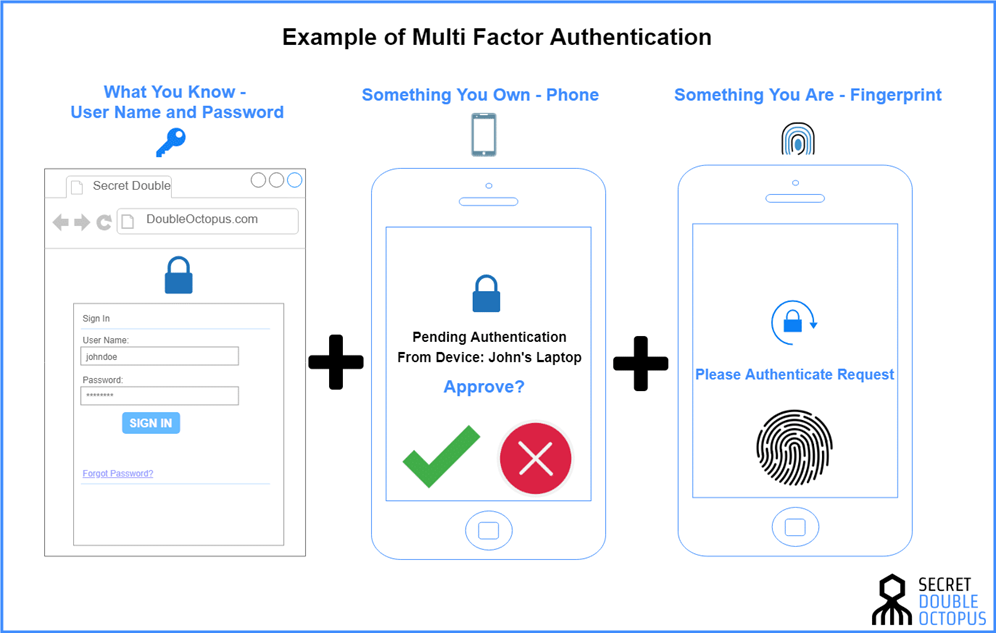 Example of Multi Factor Authentication
What You Know -
User Name and Password
Secret Double
DoubleOctopus.com
Sign In
User Name:
johndoe
Password:
********
SIGN IN
Forgot Password?
Something You Own - Phone
Pending Authentication
From Device: John's Laptop
Approve?
Something You Are - Fingerprint
Please Authenticate Request
SECRET
DOUBLE
OCTOPUS